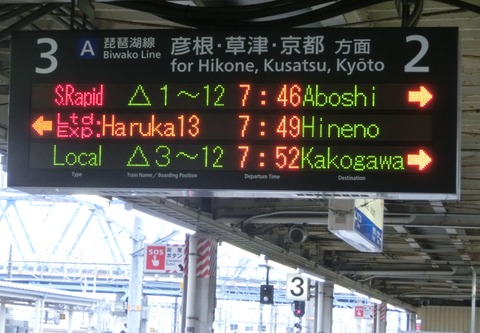 3 A 琵琶湖線 彦根・草津・京都 方面 2
Biwako Line for Hikone, Kusatsu, Kyōto
S.Rapid △1～12 7:46 Aboshi →
← Ltd. Exp: Haruka13 7:49 Hineno
Local △3～12 7:52 Kakogawa →
Type Train Name / Boarding Position Departure Time Destination
SOS
3